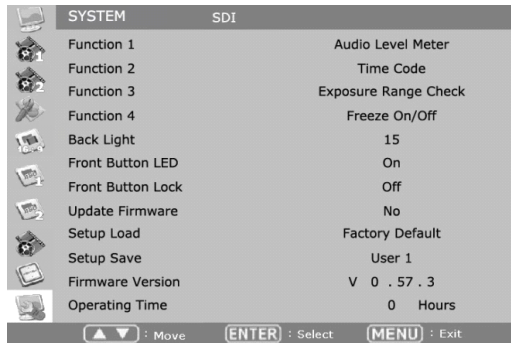 SYSTEM SDI
Function 1 Audio Level Meter
Function 2 Time Code
Function 3 Exposure Range Check
Function 4 Freeze On/Off
Back Light 15
Front Button LED On
Front Button Lock Off
Update Firmware No
Setup Load Factory Default
Setup Save User 1
Firmware Version V 0 . 57 . 3
Operating Time 0 Hours
▲ ▼ : Move ENTER : Select MENU : Exit